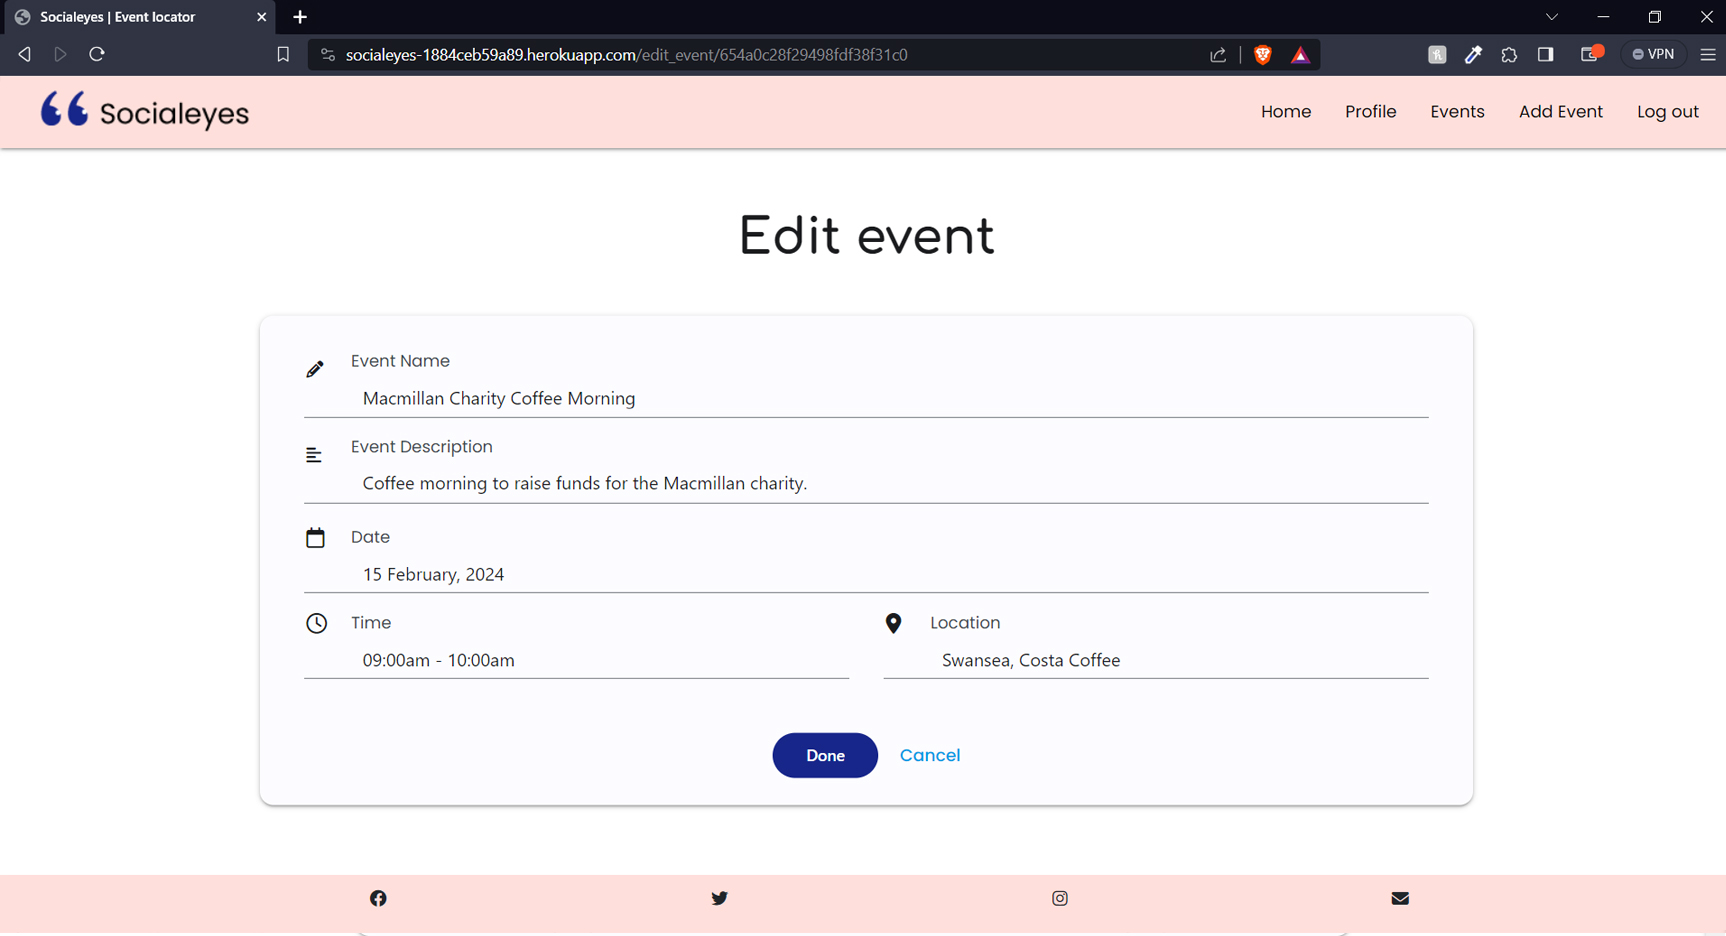 Socialeyes | Event locator
socialeyes-1884ceb59a89.herokuapp.com/edit_event/654a0c28f29498fdf38f31c0
VPN
Socialeyes
Home Profile Events Add Event Log out
Edit event
Event Name
Macmillan Charity Coffee Morning
Event Description
Coffee morning to raise funds for the Macmillan charity.
Date
15 February, 2024
Time
09:00am - 10:00am
Location
Swansea, Costa Coffee
Done Cancel